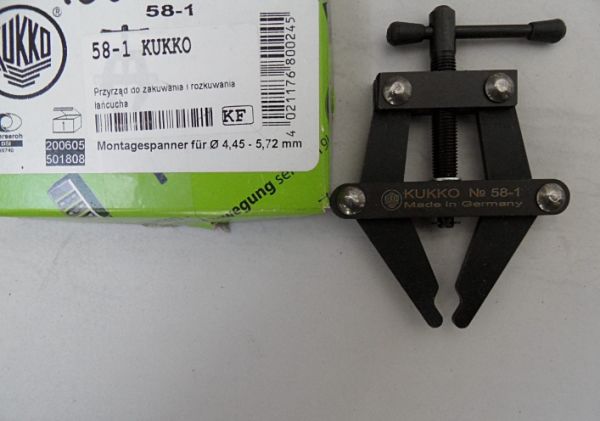 58-1
KUKKO
58-1 KUKKO
Przyrząd do zakuwania i rozkuwania
łańcucha
KF
4 021176 800245
1
200605
501808
Montagespanner für Ø 4,45 - 5,72 mm
KUKKO № 58-1
Made in Germany